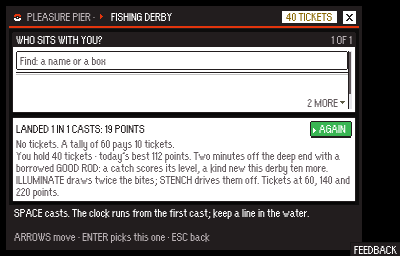 PLEASURE PIER · ▸ FISHING DERBY 40 TICKETS X
WHO SITS WITH YOU? 1 OF 1
Find: a name or a box
2 MORE ▾
LANDED 1 IN 1 CASTS: 19 POINTS ▸ AGAIN
No tickets. A tally of 60 pays 10 tickets.
You hold 40 tickets · today's best 112 points. Two minutes off the deep end with a
borrowed GOOD ROD: a catch scores its level, a kind new this derby ten more.
ILLUMINATE draws twice the bites; STENCH drives them off. Tickets at 60, 140 and
220 points.
SPACE casts. The clock runs from the first cast; keep a line in the water.
ARROWS move · ENTER picks this one · ESC back
FEEDBACK